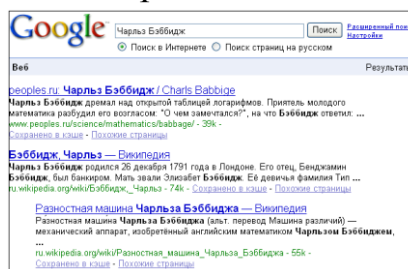 Google
Чарльз Бэббидж Поиск Расширенный пои
Настройки
Поиск в Интернете Поиск страниц на русском
Веб Результат
peoples.ru: Чарльз Бэббидж / Charls Babbige
Чарльз Бэббидж дремал над открытой таблицей логарифмов. Приятель молодого
математика разбудил его возгласом: "О чем замечтался?", на что Бэббидж ответил: ...
www.peoples.ru/science/mathematics/babbage/ - 39k -
Сохранено в кэше - Похожие страницы
Бэббидж, Чарльз — Википедия
Чарльз Бэббидж родился 26 декабря 1791 года в Лондоне. Его отец, Бенджамин
Бэббидж, был банкиром. Мать звали Элизабет Бэббидж. Её девичья фамилия Тип ...
ru.wikipedia.org/wiki/Бэббидж,_Чарльз - 74k - Сохранено в кэше - Похожие страницы
Разностная машина Чарльза Бэббиджа — Википедия
Разностная машина Чарльза Бэббиджа (альт. перевод Машина различий) —
механический аппарат, изобретённый английским математиком Чарльзом Бэббиджем,
...
ru.wikipedia.org/wiki/Разностная_машина_Чарльза_Бэббиджа - 55k -
Сохранено в кэше - Похожие страницы